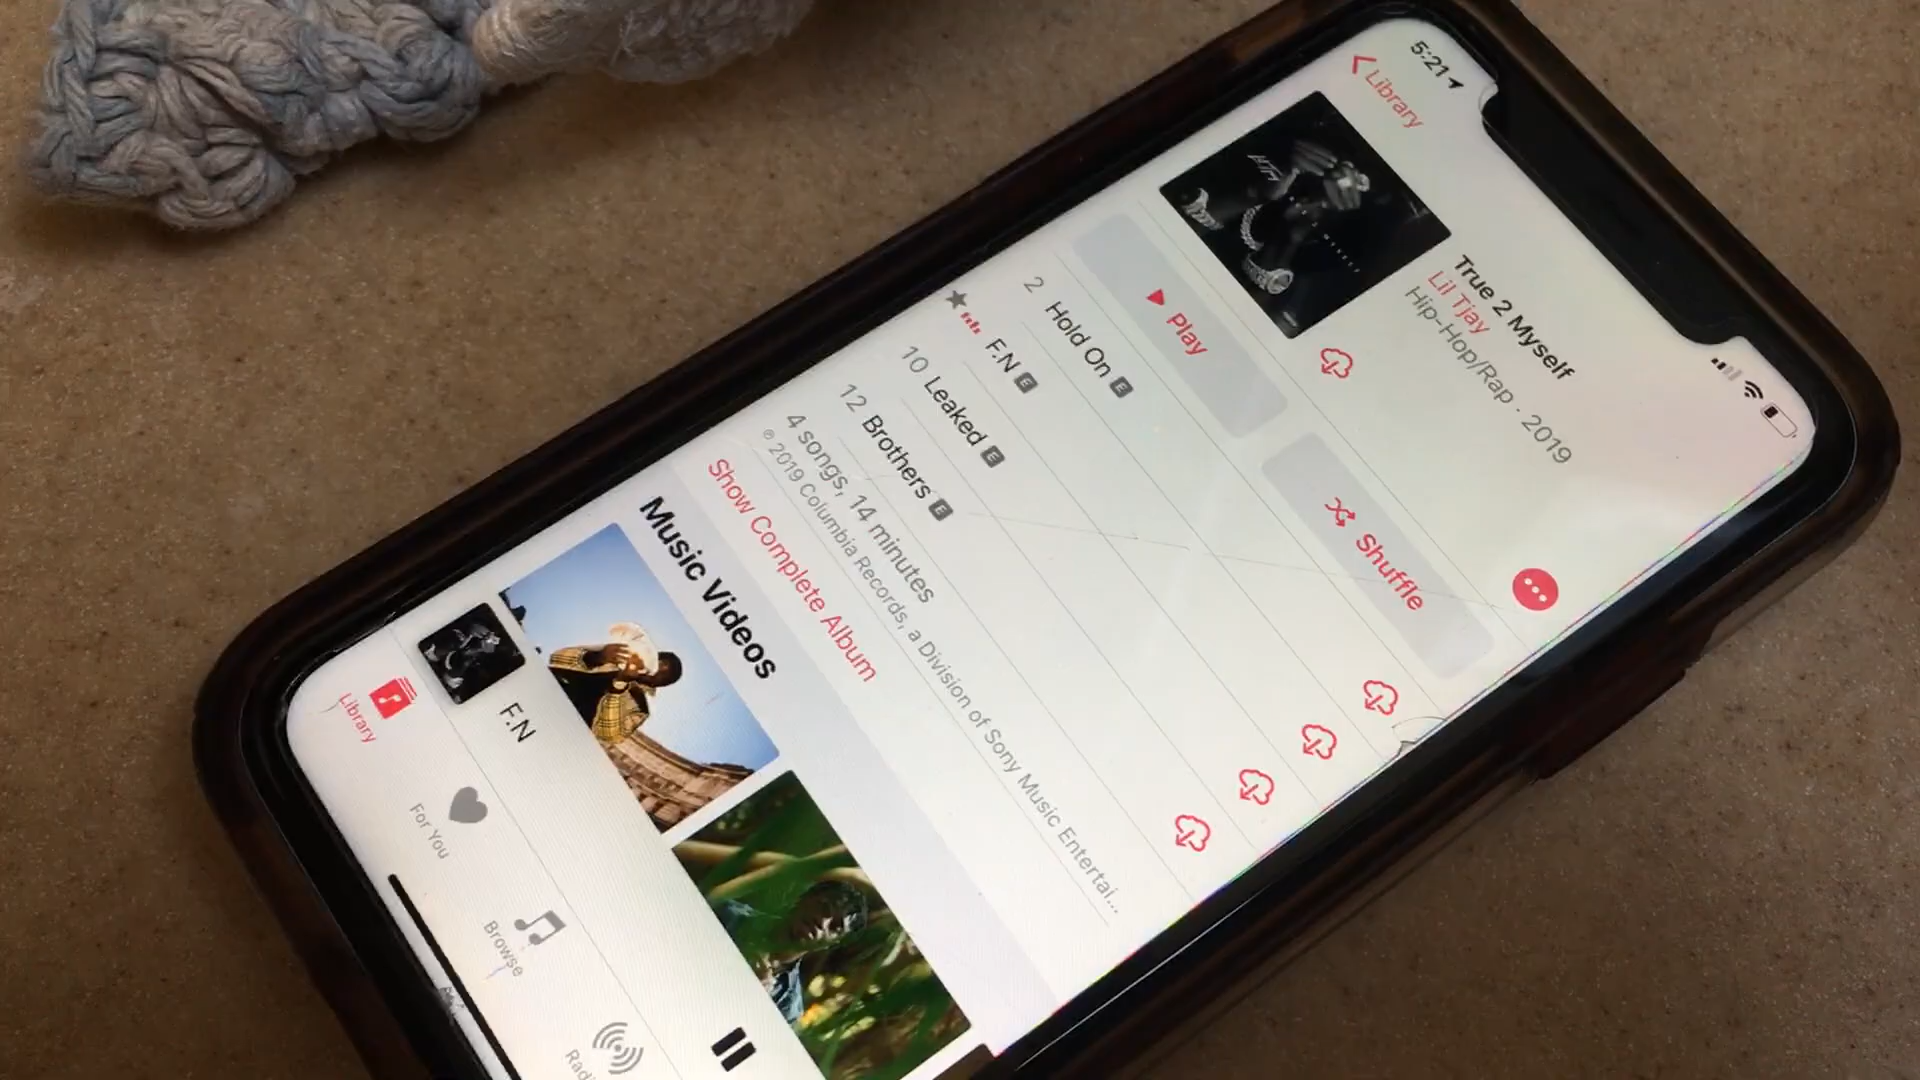 5:21
Library
True 2 Myself
Lil Tjay
Hip-Hop/Rap · 2019
Play
Shuffle
2 Hold On E
F.N E
10 Leaked E
12 Brothers E
4 songs, 14 minutes
℗ 2019 Columbia Records, a Division of Sony Music Entertai...
Show Complete Album
Music Videos
F.N
Library
For You
Browse